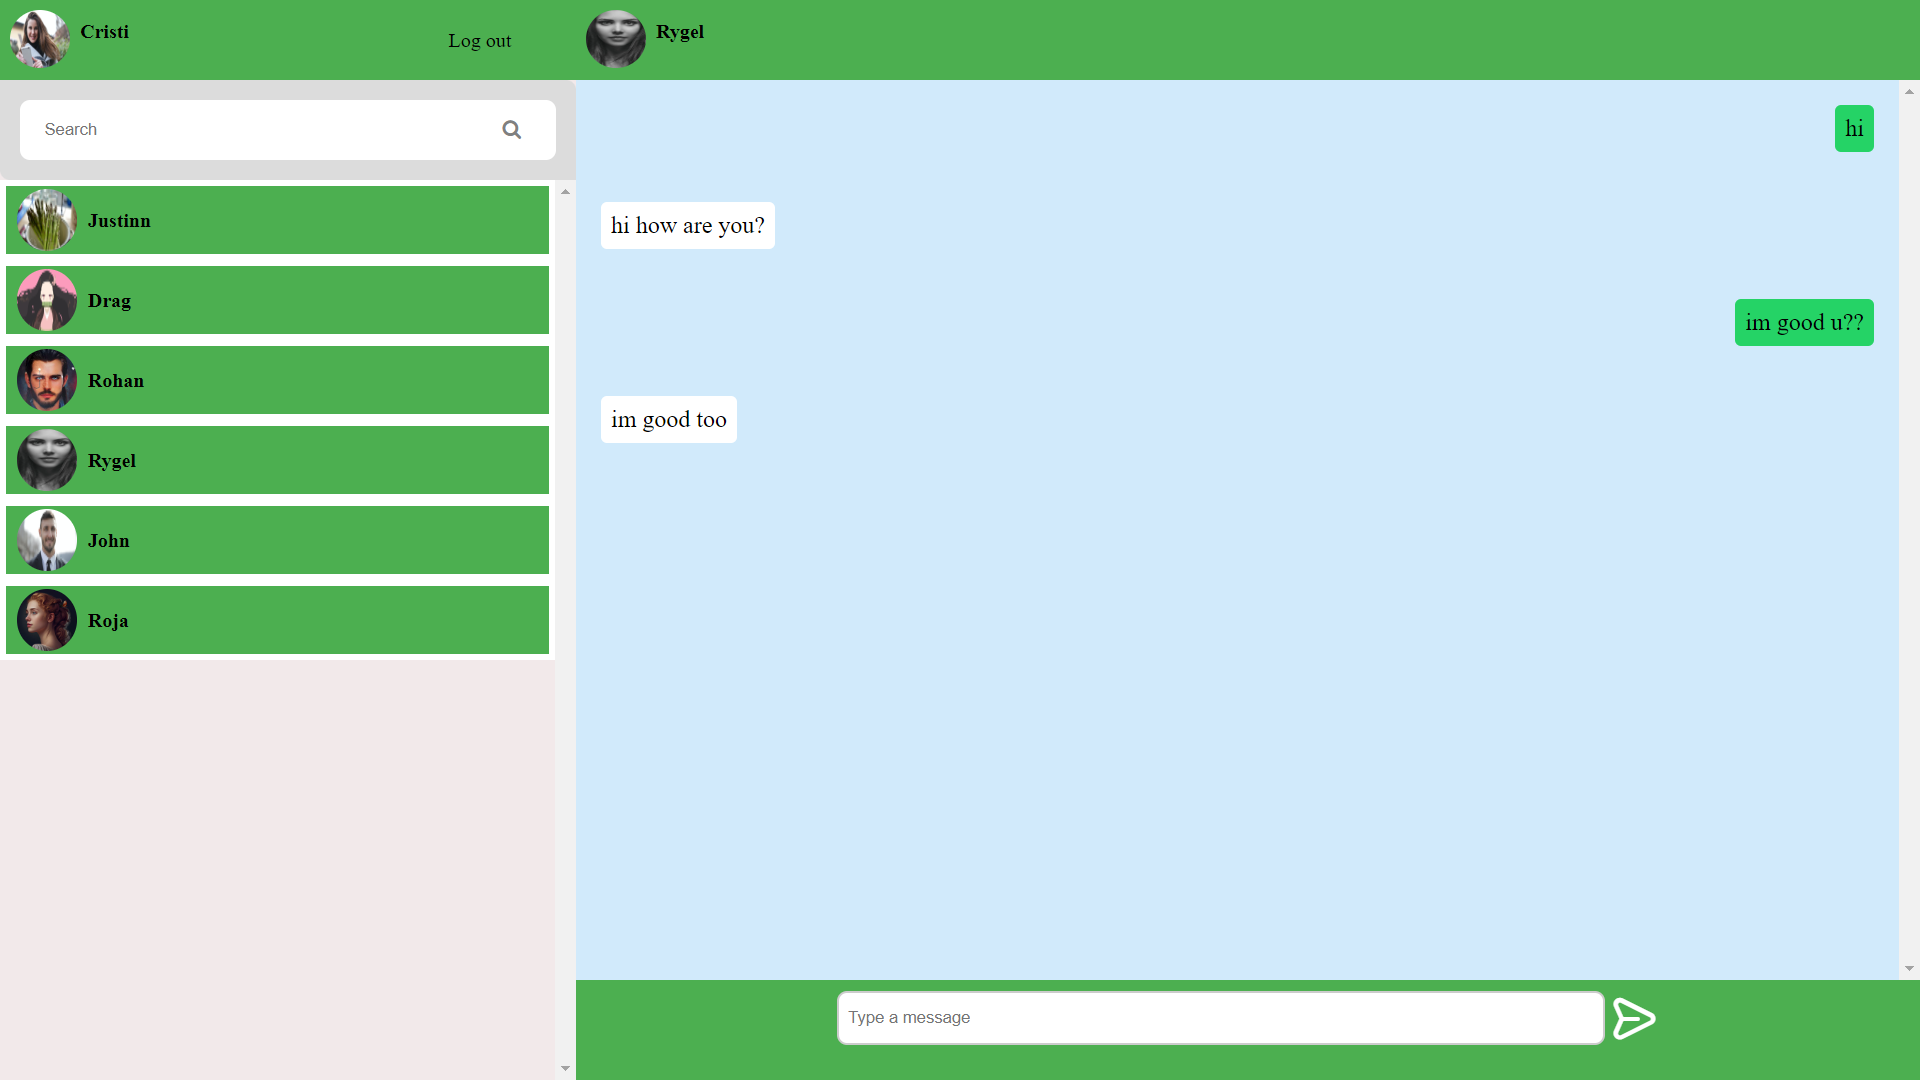 Cristi
Log out
Rygel
Search
Justinn
Drag
Rohan
Rygel
John
Roja
hi
hi how are you?
im good u??
im good too
Type a message